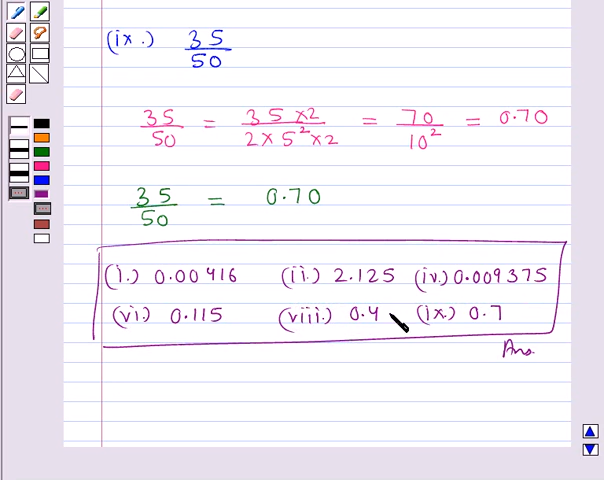 (ix.) 35/50
35/50 = 35×2/2×5²×2 = 70/10² = 0.70
35/50 = 0.70
(i.) 0.00416 (ii.) 2.125 (iv.) 0.009375
(vi.) 0.115 (viii.) 0.4 (ix.) 0.7
Ans.